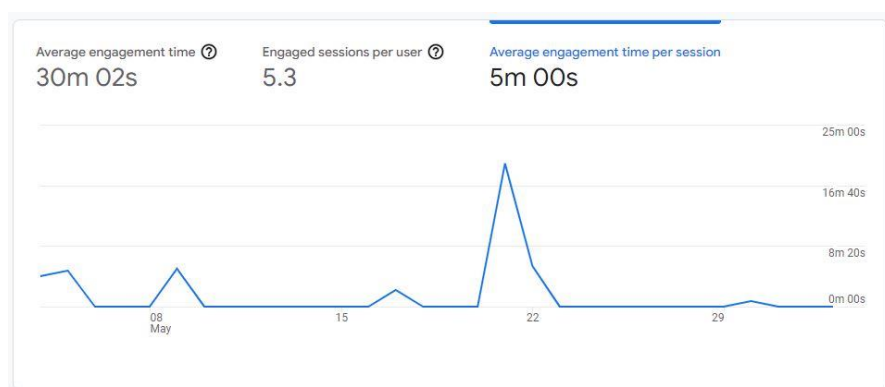 Average engagement time ?
30m 02s
Engaged sessions per user ?
5.3
Average engagement time per session
5m 00s
25m 00s
16m 40s
8m 20s
0m 00s
08
May
15
22
29